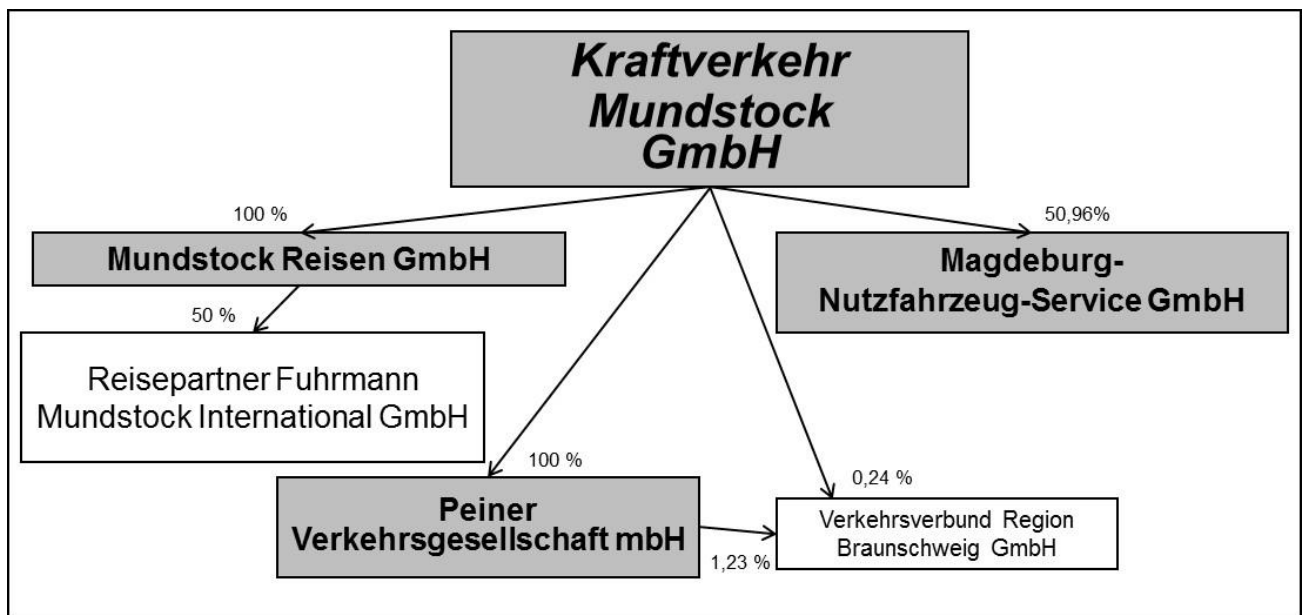 Kraftverkehr
Mundstock
GmbH
100 %
50,96%
Mundstock Reisen GmbH
Magdeburg-
Nutzfahrzeug-Service GmbH
50 %
Reisepartner Fuhrmann
Mundstock International GmbH
100 %
0,24 %
Peiner
Verkehrsgesellschaft mbH
Verkehrsverbund Region
Braunschweig GmbH
1,23 %